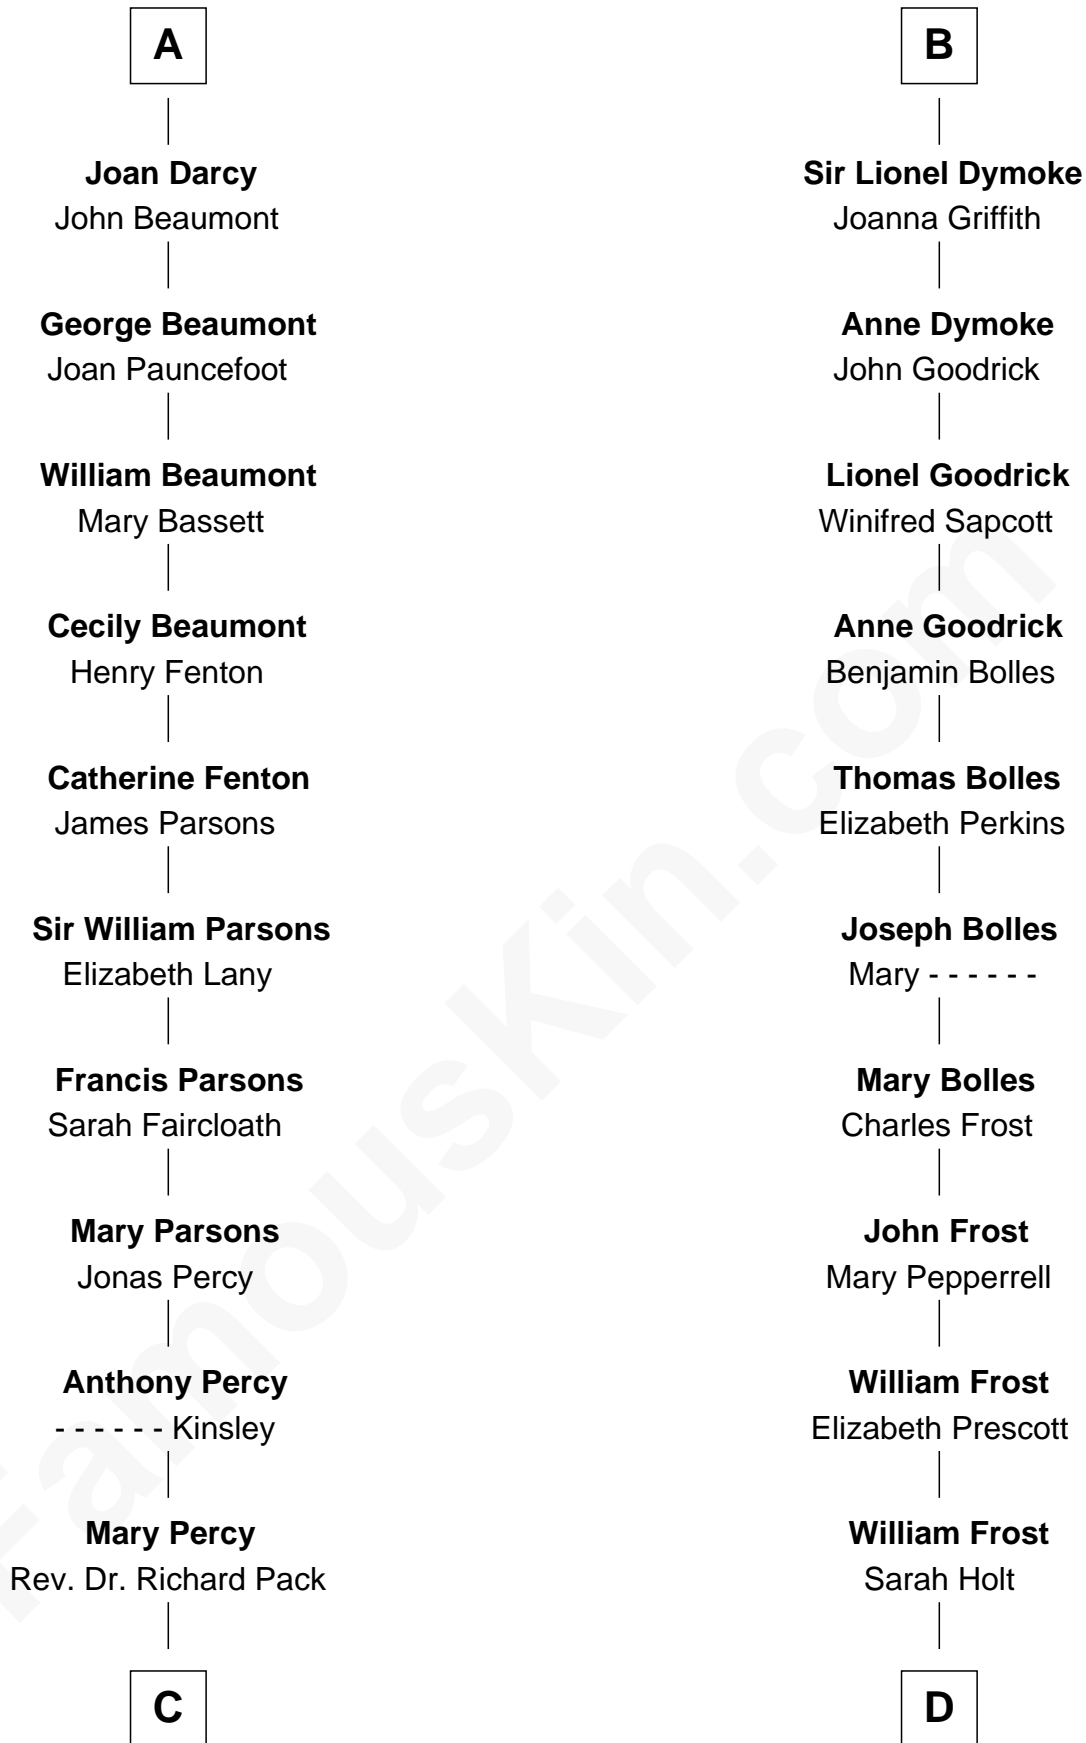 A
Joan Darcy
John Beaumont
George Beaumont
Joan Pauncefoot
William Beaumont
Mary Bassett
Cecily Beaumont
Henry Fenton
Catherine Fenton
James Parsons
Sir William Parsons
Elizabeth Lany
Francis Parsons
Sarah Faircloath
Mary Parsons
Jonas Percy
Anthony Percy
- - - - - - Kinsley
Mary Percy
Rev. Dr. Richard Pack
C
B
Sir Lionel Dymoke
Joanna Griffith
Anne Dymoke
John Goodrick
Lionel Goodrick
Winifred Sapcott
Anne Goodrick
Benjamin Bolles
Thomas Bolles
Elizabeth Perkins
Joseph Bolles
Mary - - - - - -
Mary Bolles
Charles Frost
John Frost
Mary Pepperrell
William Frost
Elizabeth Prescott
William Frost
Sarah Holt
D
FamousKin.com